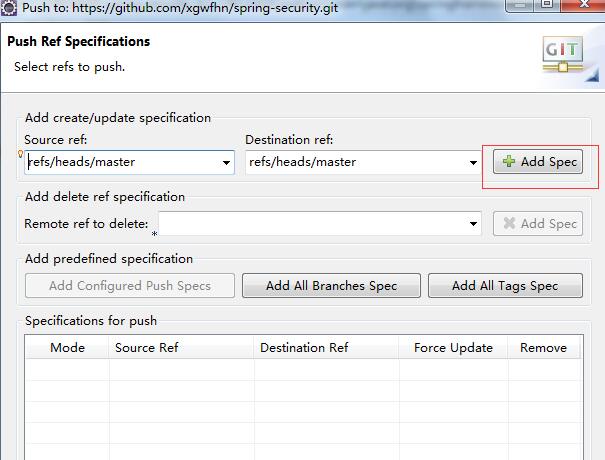 Push to: https://github.com/xgwfhn/spring-security.git
Push Ref Specifications
Select refs to push.
GIT
Add create/update specification
Source ref:
Destination ref:
refs/heads/master
refs/heads/master
Add Spec
Add delete ref specification
Remote ref to delete:
Add Spec
Add predefined specification
Add Configured Push Specs
Add All Branches Spec
Add All Tags Spec
Specifications for push
Mode
Source Ref
Destination Ref
Force Update
Remove